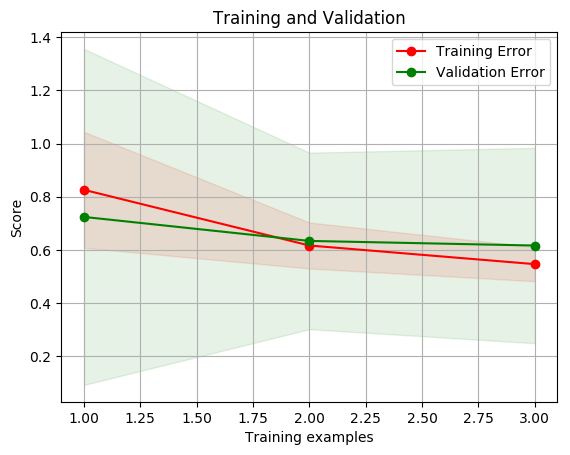 Training and Validation
1.4
1.2
1.0
0.8
0.6
0.4
0.2
Score
Training Error
Validation Error
1.00 1.25 1.50 1.75 2.00 2.25 2.50 2.75 3.00
Training examples